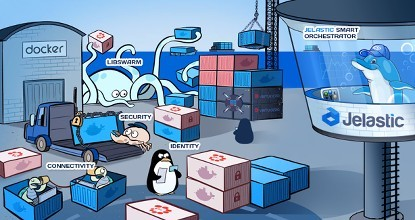 docker
LIBSWARM
JELASTIC SMART
ORCHESTRATOR
SECURITY
Jelastic
IDENTITY
CONNECTIVITY